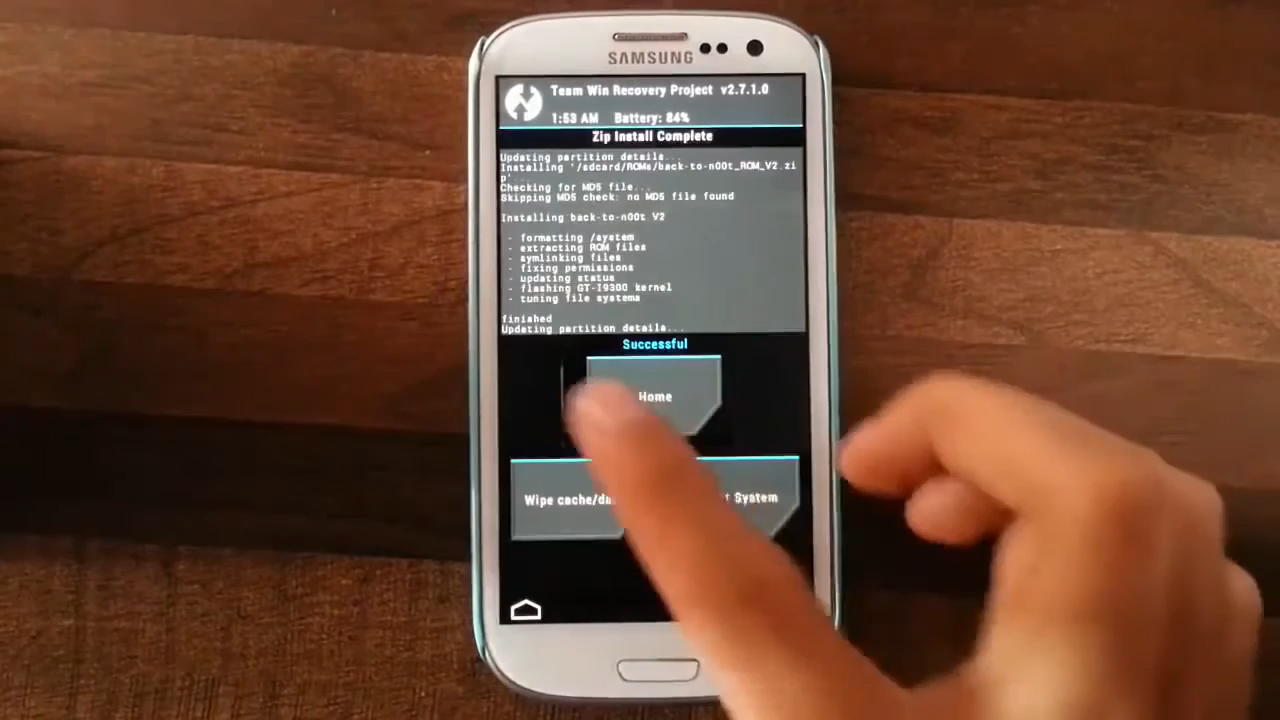 SAMSUNG
Team Win Recovery Project v2.7.1.0
1:53 AM Battery: 84%
Zip Install Complete
Updating partition details...
Installing '/sdcard/ROMs/back-to-n00t_ROM_V2.zi
p'...
Checking for MD5 file...
Skipping MD5 check: no MD5 file found
Installing back-to-n00t V2
- formatting /system
- extracting ROM files
- symlinking files
- fixing permissions
- updating status
- flashing GT-I9300 kernel
- tuning file systems
finished
Updating partition details...
Successful
Home
Wipe cache/da
t System